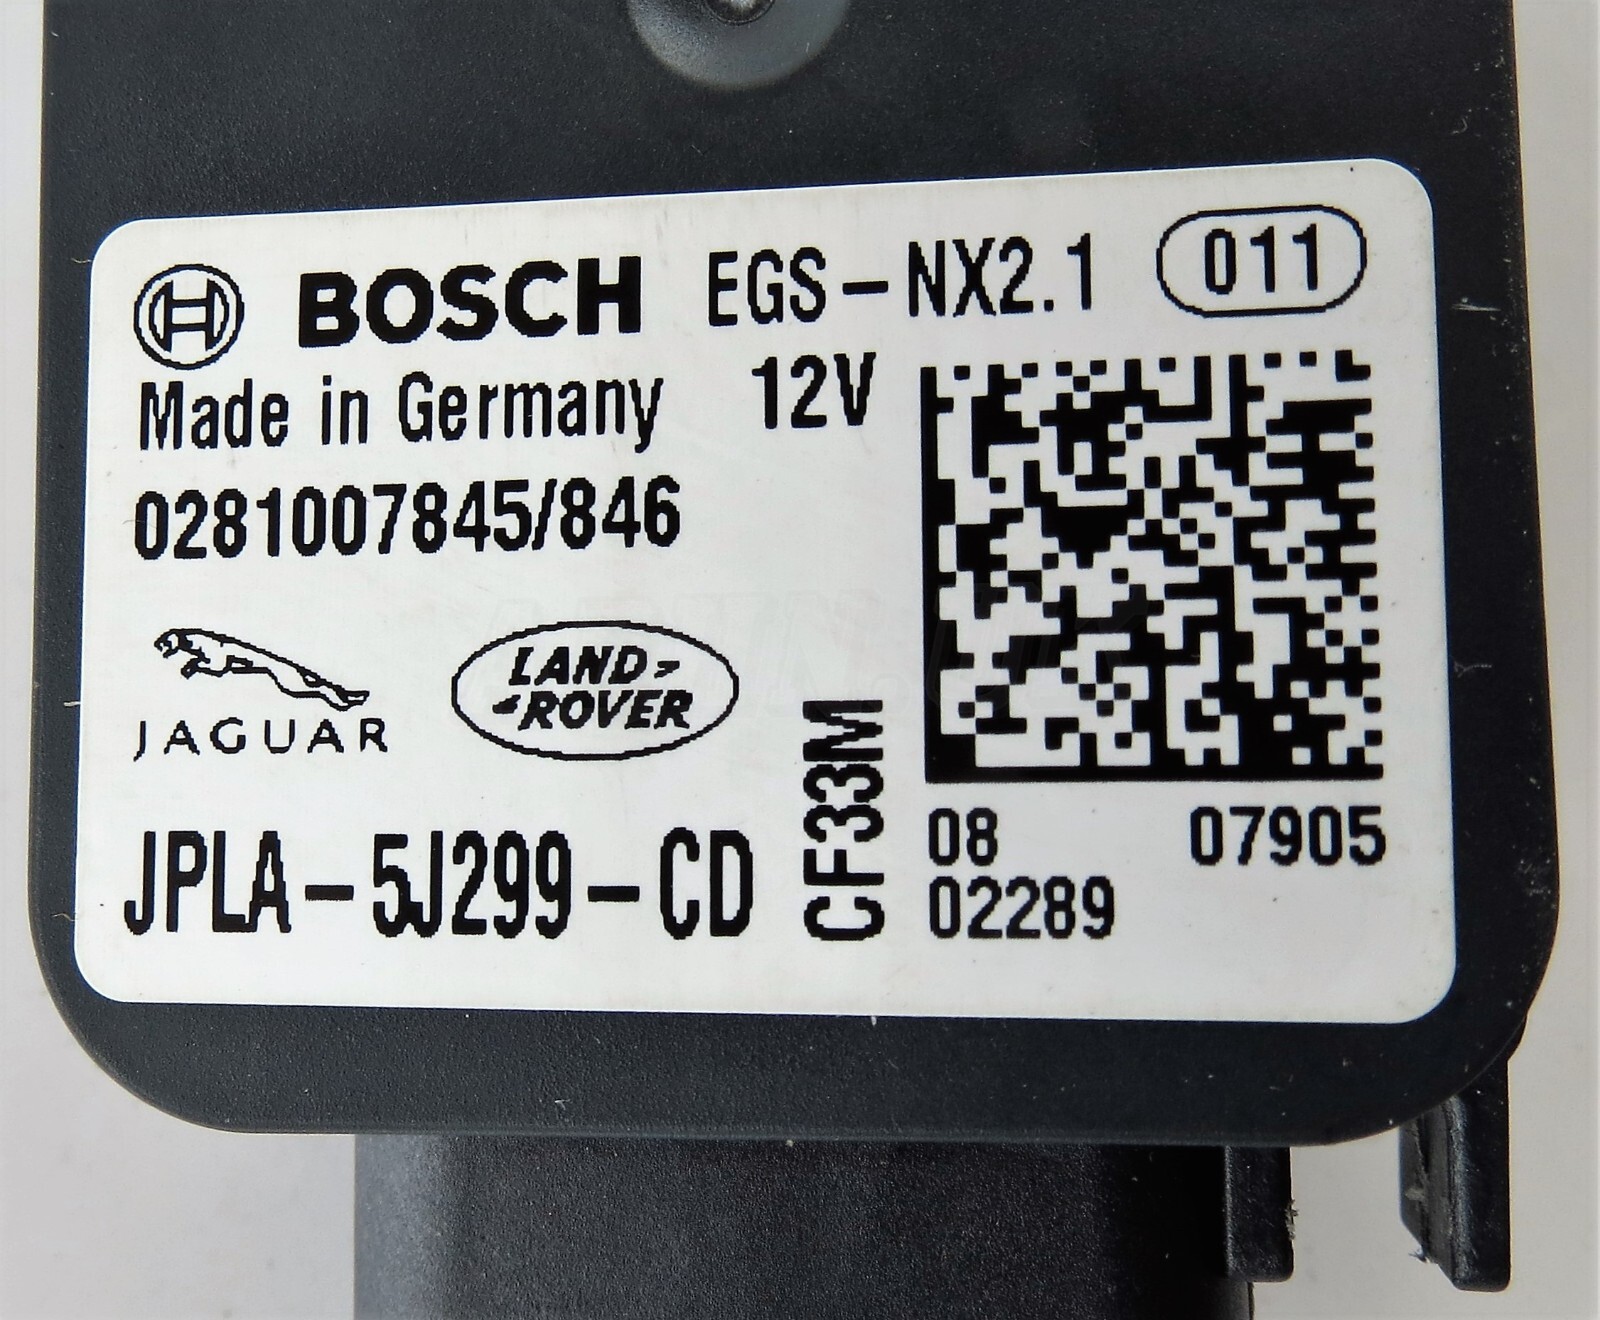 BOSCH EGS-NX2.1 011
Made in Germany 12V
0281007845/846
JAGUAR
LAND-
ROVER
JPLA-5J299-CD
CF33M
08 07905
02289